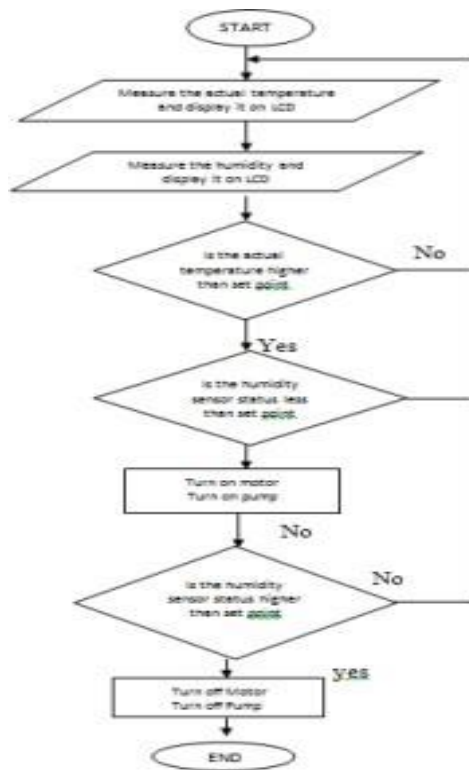 START
Measure the actual temperature
and display it on LCD
Measure the humidity and
display it on LCD
Is the actual
temperature higher
than set point.
No
Yes
Is the humidity
sensor status less
than set point.
Turn on motor
Turn on pump
No
Is the humidity
sensor status higher
than set point
No
yes
Turn off Motor
Turn off Pump
END